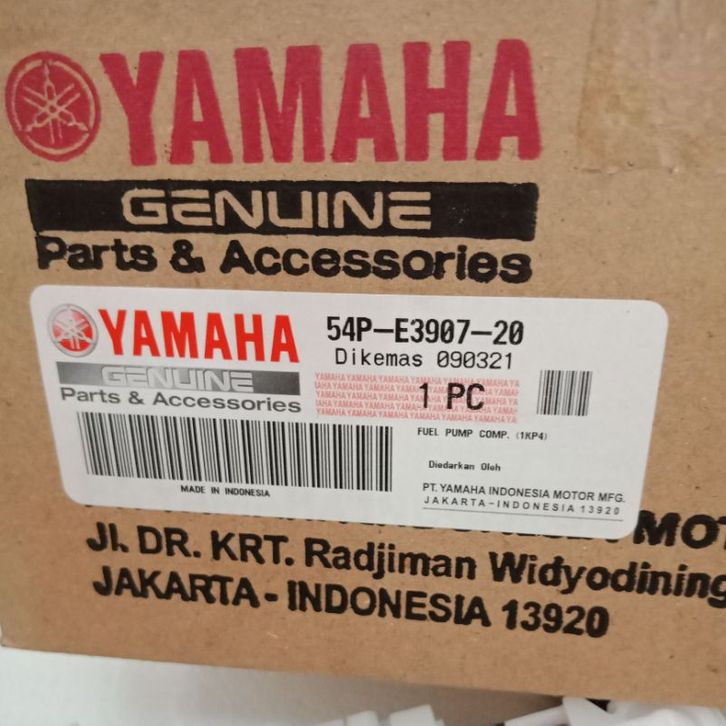 YAMAHA
GENUINE
Parts & Accessories
YAMAHA
GENUINE
Parts & Accessories
54P-E3907-20
Dikemas 090321
1 PC
FUEL PUMP COMP. (1KP4)
Diedarkan Oleh
PT. YAMAHA INDONESIA MOTOR MFG.
JAKARTA-INDONESIA 13920
MADE IN INDONESIA
Jl. DR. KRT. Radjiman Widyodining
JAKARTA - INDONESIA 13920